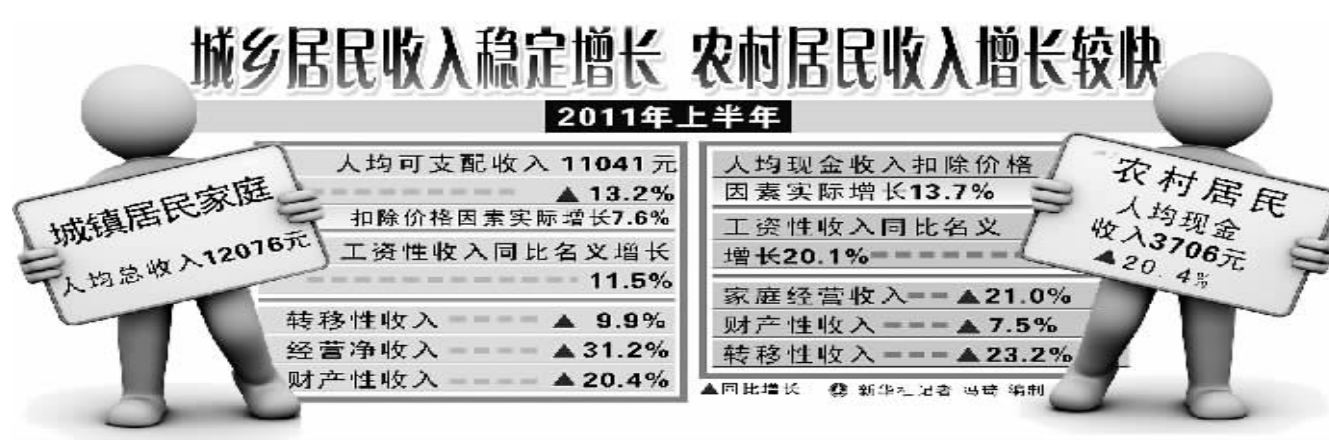 城乡居民收入稳定增长 农村居民收入增长较快
2011年上半年
城镇居民家庭
人均总收入12076元
人均可支配收入 11041元
▲13.2%
扣除价格因素实际增长7.6%
工资性收入同比名义增长
11.5%
转移性收入 ▲ 9.9%
经营净收入 ▲31.2%
财产性收入 ▲20.4%
人均现金收入扣除价格
因素实际增长13.7%
工资性收入同比名义
增长20.1%
家庭经营收入 ▲21.0%
财产性收入 ▲7.5%
转移性收入 ▲23.2%
农村居民
人均现金
收入3706元
▲20.4%
▲同比增长 新华社记者 冯琦 编制